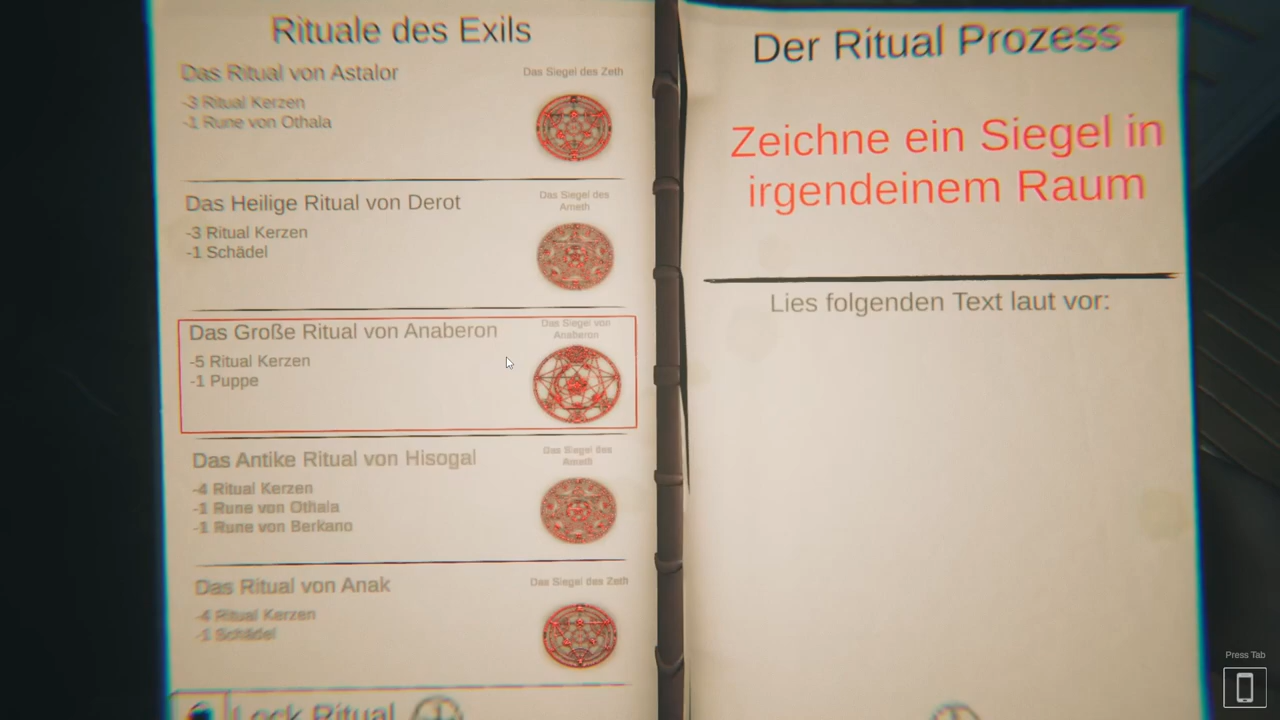 Rituale des Exils
Das Ritual von Astalor
Das Siegel des Zeth
-3 Ritual Kerzen
-1 Rune von Othala
Das Heilige Ritual von Derot
Das Siegel des
Ameth
-3 Ritual Kerzen
-1 Schädel
Das Große Ritual von Anaberon
Das Siegel von
Anaberon
-5 Ritual Kerzen
-1 Puppe
Das Antike Ritual von Hisogal
Das Siegel des
Ameth
-4 Ritual Kerzen
-1 Rune von Othala
-1 Rune von Berkano
Das Ritual von Anak
Das Siegel des Zeth
-4 Ritual Kerzen
-1 Schädel
Lock Ritual
Der Ritual Prozess
Zeichne ein Siegel in
irgendeinem Raum
Lies folgenden Text laut vor:
Press Tab